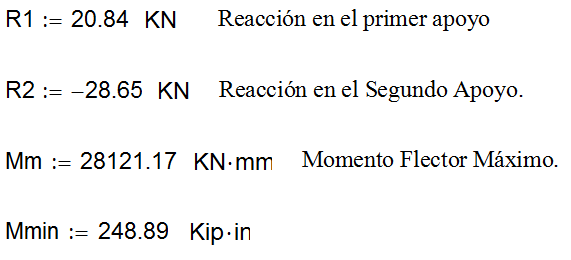 R1 := 20.84 KN Reacción en el primer apoyo
R2 := −28.65 KN Reacción en el Segundo Apoyo.
Mm := 28121.17 KN·mm Momento Flector Máximo.
Mmin := 248.89 Kip·in